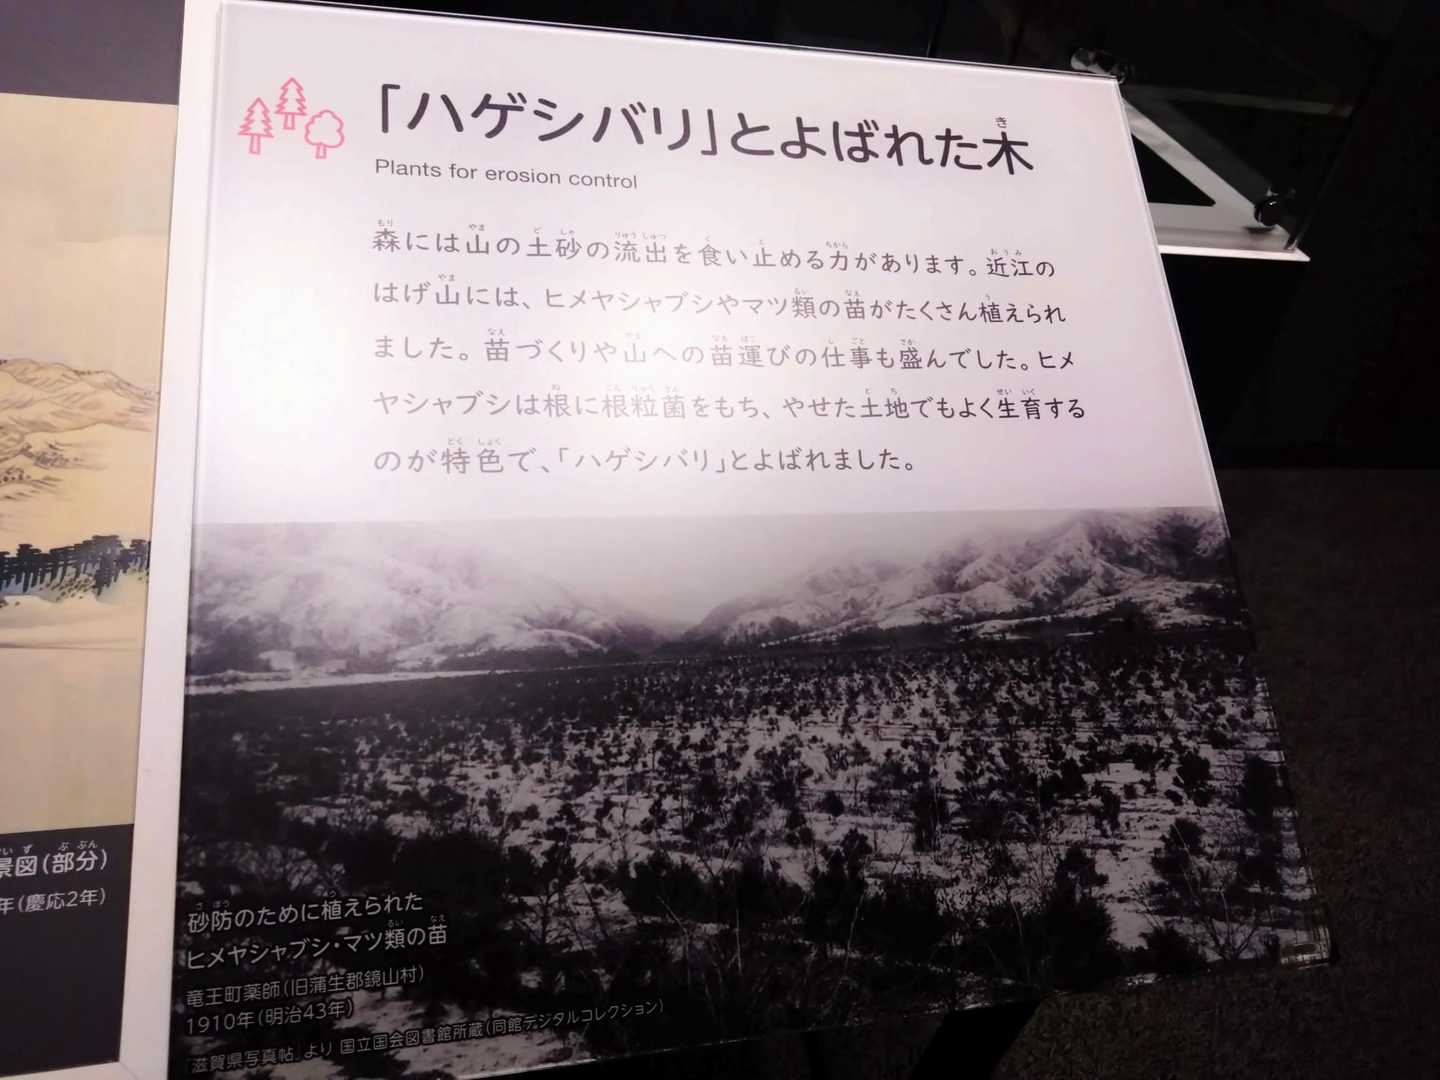 「ハゲシバリ」とよばれた木
Plants for erosion control
森には山の土砂の流出を食い止める力があります。近江の
はげ山には、ヒメヤシャブシやマツ類の苗がたくさん植えられ
ました。苗づくりや山への苗運びの仕事も盛んでした。ヒメ
ヤシャブシは根に根粒菌をもち、やせた土地でもよく生育する
のが特色で、「ハゲシバリ」とよばれました。
景図(部分)
年(慶応2年)
砂防のために植えられた
ヒメヤシャブシ・マツ類の苗
竜王町薬師(旧蒲生郡鏡山村)
1910年(明治43年)
『滋賀県写真帖』より 国立国会図書館所蔵(同館デジタルコレクション)